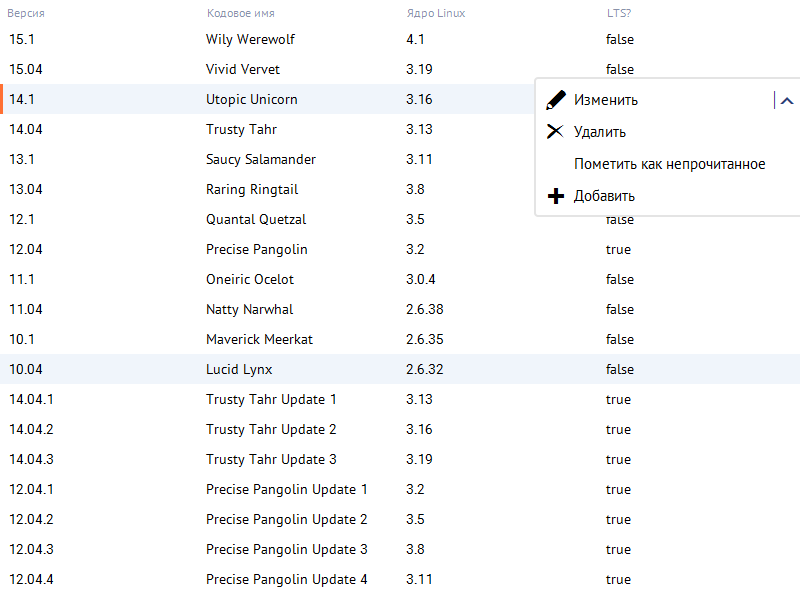 Версия Кодовое имя Ядро Linux LTS?
15.1 Wily Werewolf 4.1 false
15.04 Vivid Vervet 3.19 false
14.1 Utopic Unicorn 3.16 Изменить
14.04 Trusty Tahr 3.13 Удалить
13.1 Saucy Salamander 3.11 Пометить как непрочитанное
13.04 Raring Ringtail 3.8 Добавить
12.1 Quantal Quetzal 3.5 false
12.04 Precise Pangolin 3.2 true
11.1 Oneiric Ocelot 3.0.4 false
11.04 Natty Narwhal 2.6.38 false
10.1 Maverick Meerkat 2.6.35 false
10.04 Lucid Lynx 2.6.32 false
14.04.1 Trusty Tahr Update 1 3.13 true
14.04.2 Trusty Tahr Update 2 3.16 true
14.04.3 Trusty Tahr Update 3 3.19 true
12.04.1 Precise Pangolin Update 1 3.2 true
12.04.2 Precise Pangolin Update 2 3.5 true
12.04.3 Precise Pangolin Update 3 3.8 true
12.04.4 Precise Pangolin Update 4 3.11 true